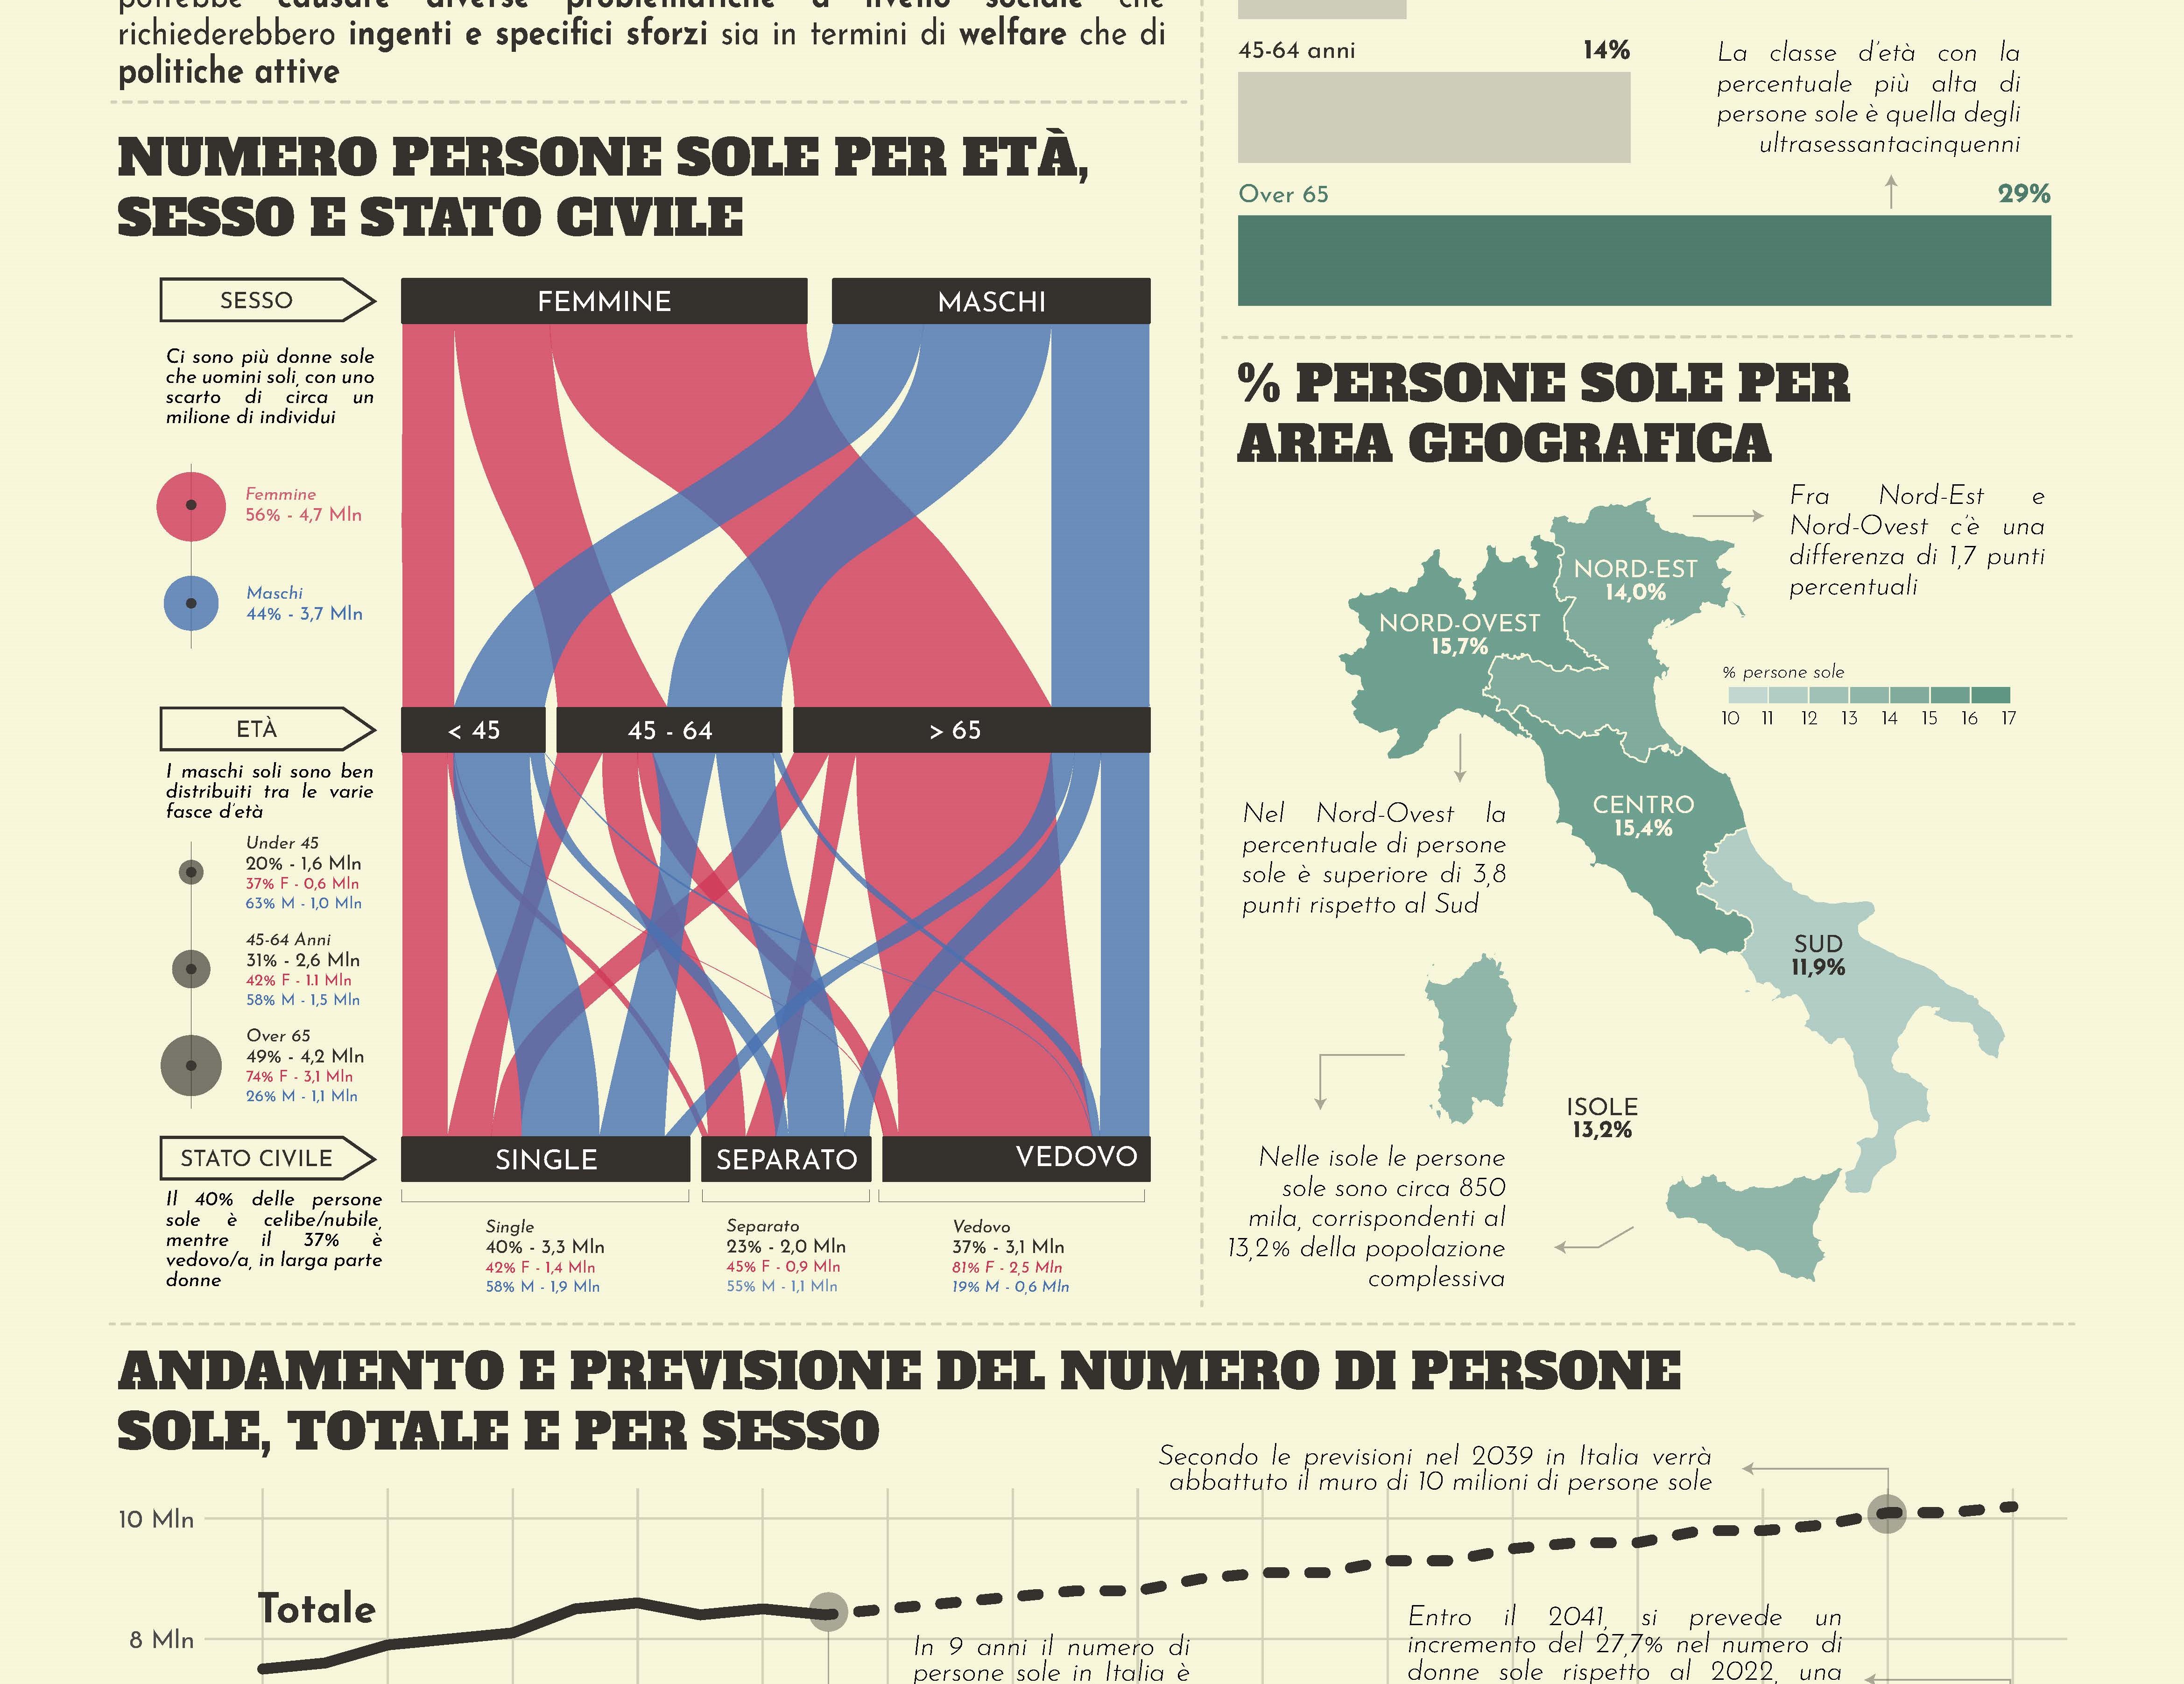 richiederebbero ingenti e specifici sforzi sia in termini di welfare che di
politiche attive
NUMERO PERSONE SOLE PER ETÀ,
SESSO E STATO CIVILE
SESSO
FEMMINE
MASCHI
Ci sono più donne sole
che uomini soli, con uno
scarto di circa un
milione di individui
Femmine
56% - 4,7 Mln
Maschi
44% - 3,7 Mln
ETÀ
< 45
45 - 64
> 65
I maschi soli sono ben
distribuiti tra le varie
fasce d'età
Under 45
20% - 1,6 Mln
37% F - 0,6 Mln
63% M - 1,0 Mln
45-64 Anni
31% - 2,6 Mln
42% F - 1.1 Mln
58% M - 1,5 Mln
Over 65
49% - 4,2 Mln
74% F - 3,1 Mln
26% M - 1,1 Mln
STATO CIVILE
SINGLE
SEPARATO
VEDOVO
Il 40% delle persone
sole è celibe/nubile,
mentre il 37% è
vedovo/a, in larga parte
donne
Single
40% - 3,3 Mln
42% F - 1,4 Mln
58% M - 1,9 Mln
Separato
23% - 2,0 Mln
45% F - 0,9 Mln
55% M - 1,1 Mln
Vedovo
37% - 3,1 Mln
81% F - 2,5 Mln
19% M - 0,6 Mln
45-64 anni
14%
La classe d'età con la
percentuale più alta di
persone sole è quella degli
ultrasessantacinquenni
Over 65
29%
% PERSONE SOLE PER
AREA GEOGRAFICA
Fra Nord-Est e
Nord-Ovest c'è una
differenza di 1,7 punti
percentuali
NORD-EST
14,0%
NORD-OVEST
15,7%
% persone sole
10 11 12 13 14 15 16 17
CENTRO
15,4%
Nel Nord-Ovest la
percentuale di persone
sole è superiore di 3,8
punti rispetto al Sud
SUD
11,9%
ISOLE
13,2%
Nelle isole le persone
sole sono circa 850
mila, corrispondenti al
13,2% della popolazione
complessiva
ANDAMENTO E PREVISIONE DEL NUMERO DI PERSONE
SOLE, TOTALE E PER SESSO
Secondo le previsioni nel 2039 in Italia verrà
abbattuto il muro di 10 milioni di persone sole
10 Mln
Totale
8 Mln
In 9 anni il numero di
persone sole in Italia è
Entro il 2041, si prevede un
incremento del 27,7% nel numero di
donne sole rispetto al 2022, una